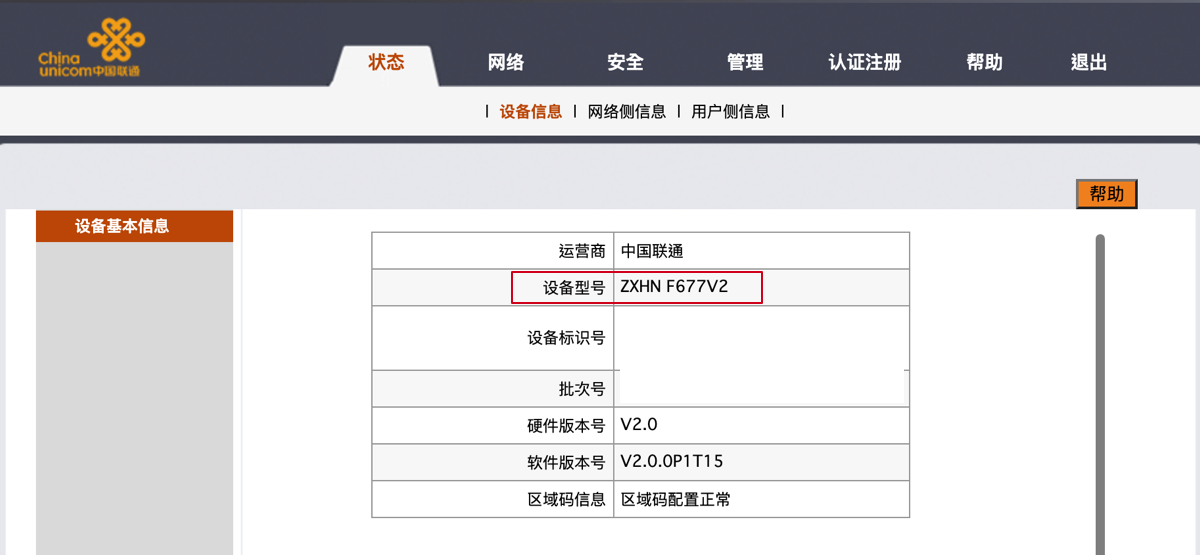 China
unicom中国联通
状态 网络 安全 管理 认证注册 帮助 退出
| 设备信息 | 网络侧信息 | 用户侧信息 |
帮助
设备基本信息
运营商 中国联通
设备型号 ZXHN F677V2
设备标识号
批次号
硬件版本号 V2.0
软件版本号 V2.0.0P1T15
区域码信息 区域码配置正常